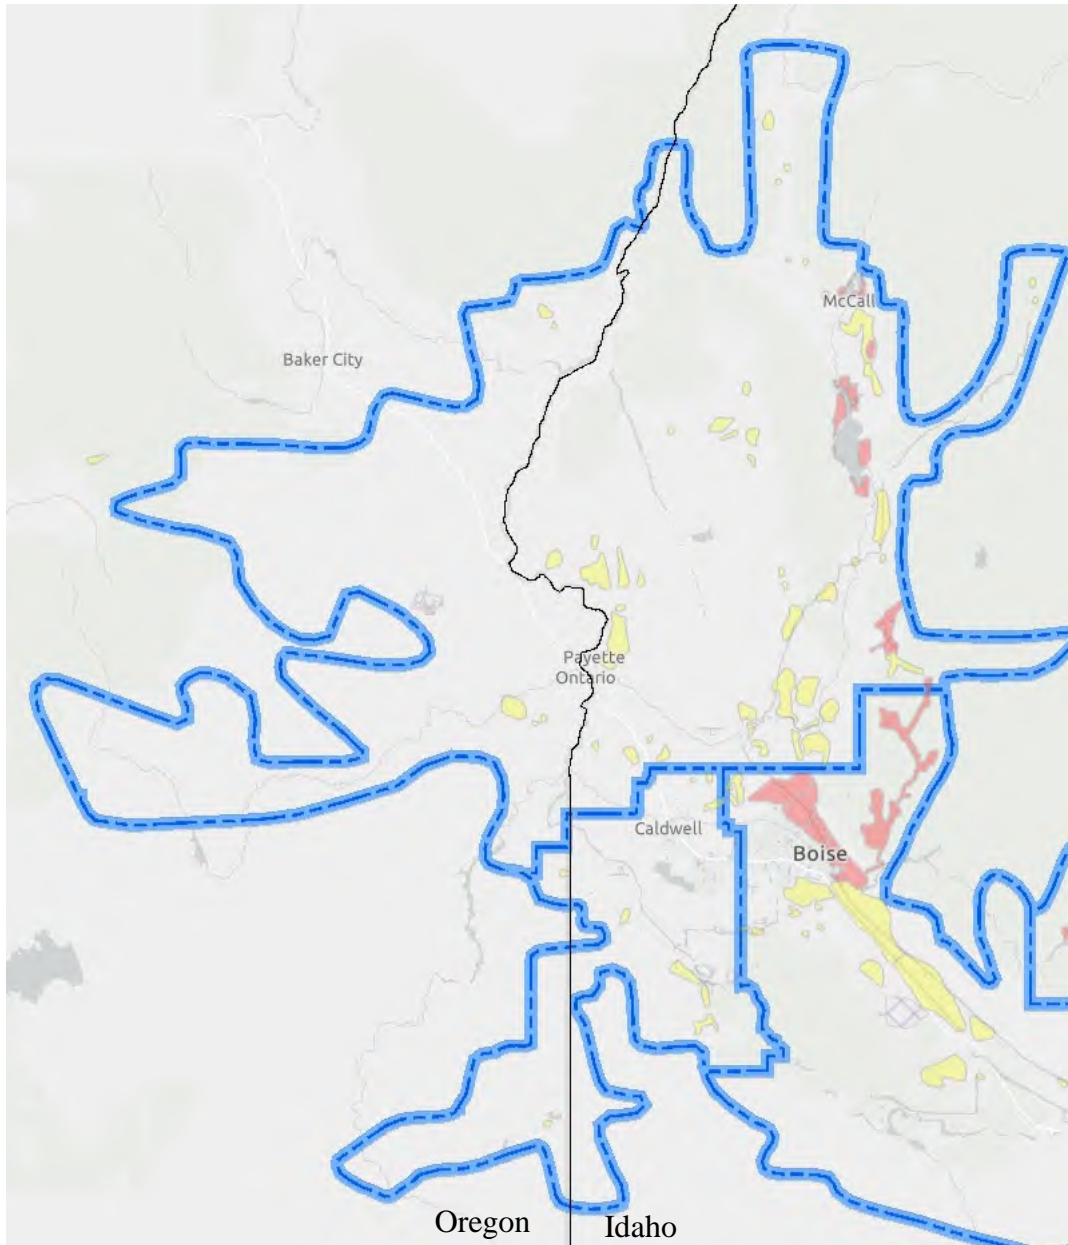 McCall
Baker City
Payette
Ontario
Caldwell
Boise
Oregon
Idaho